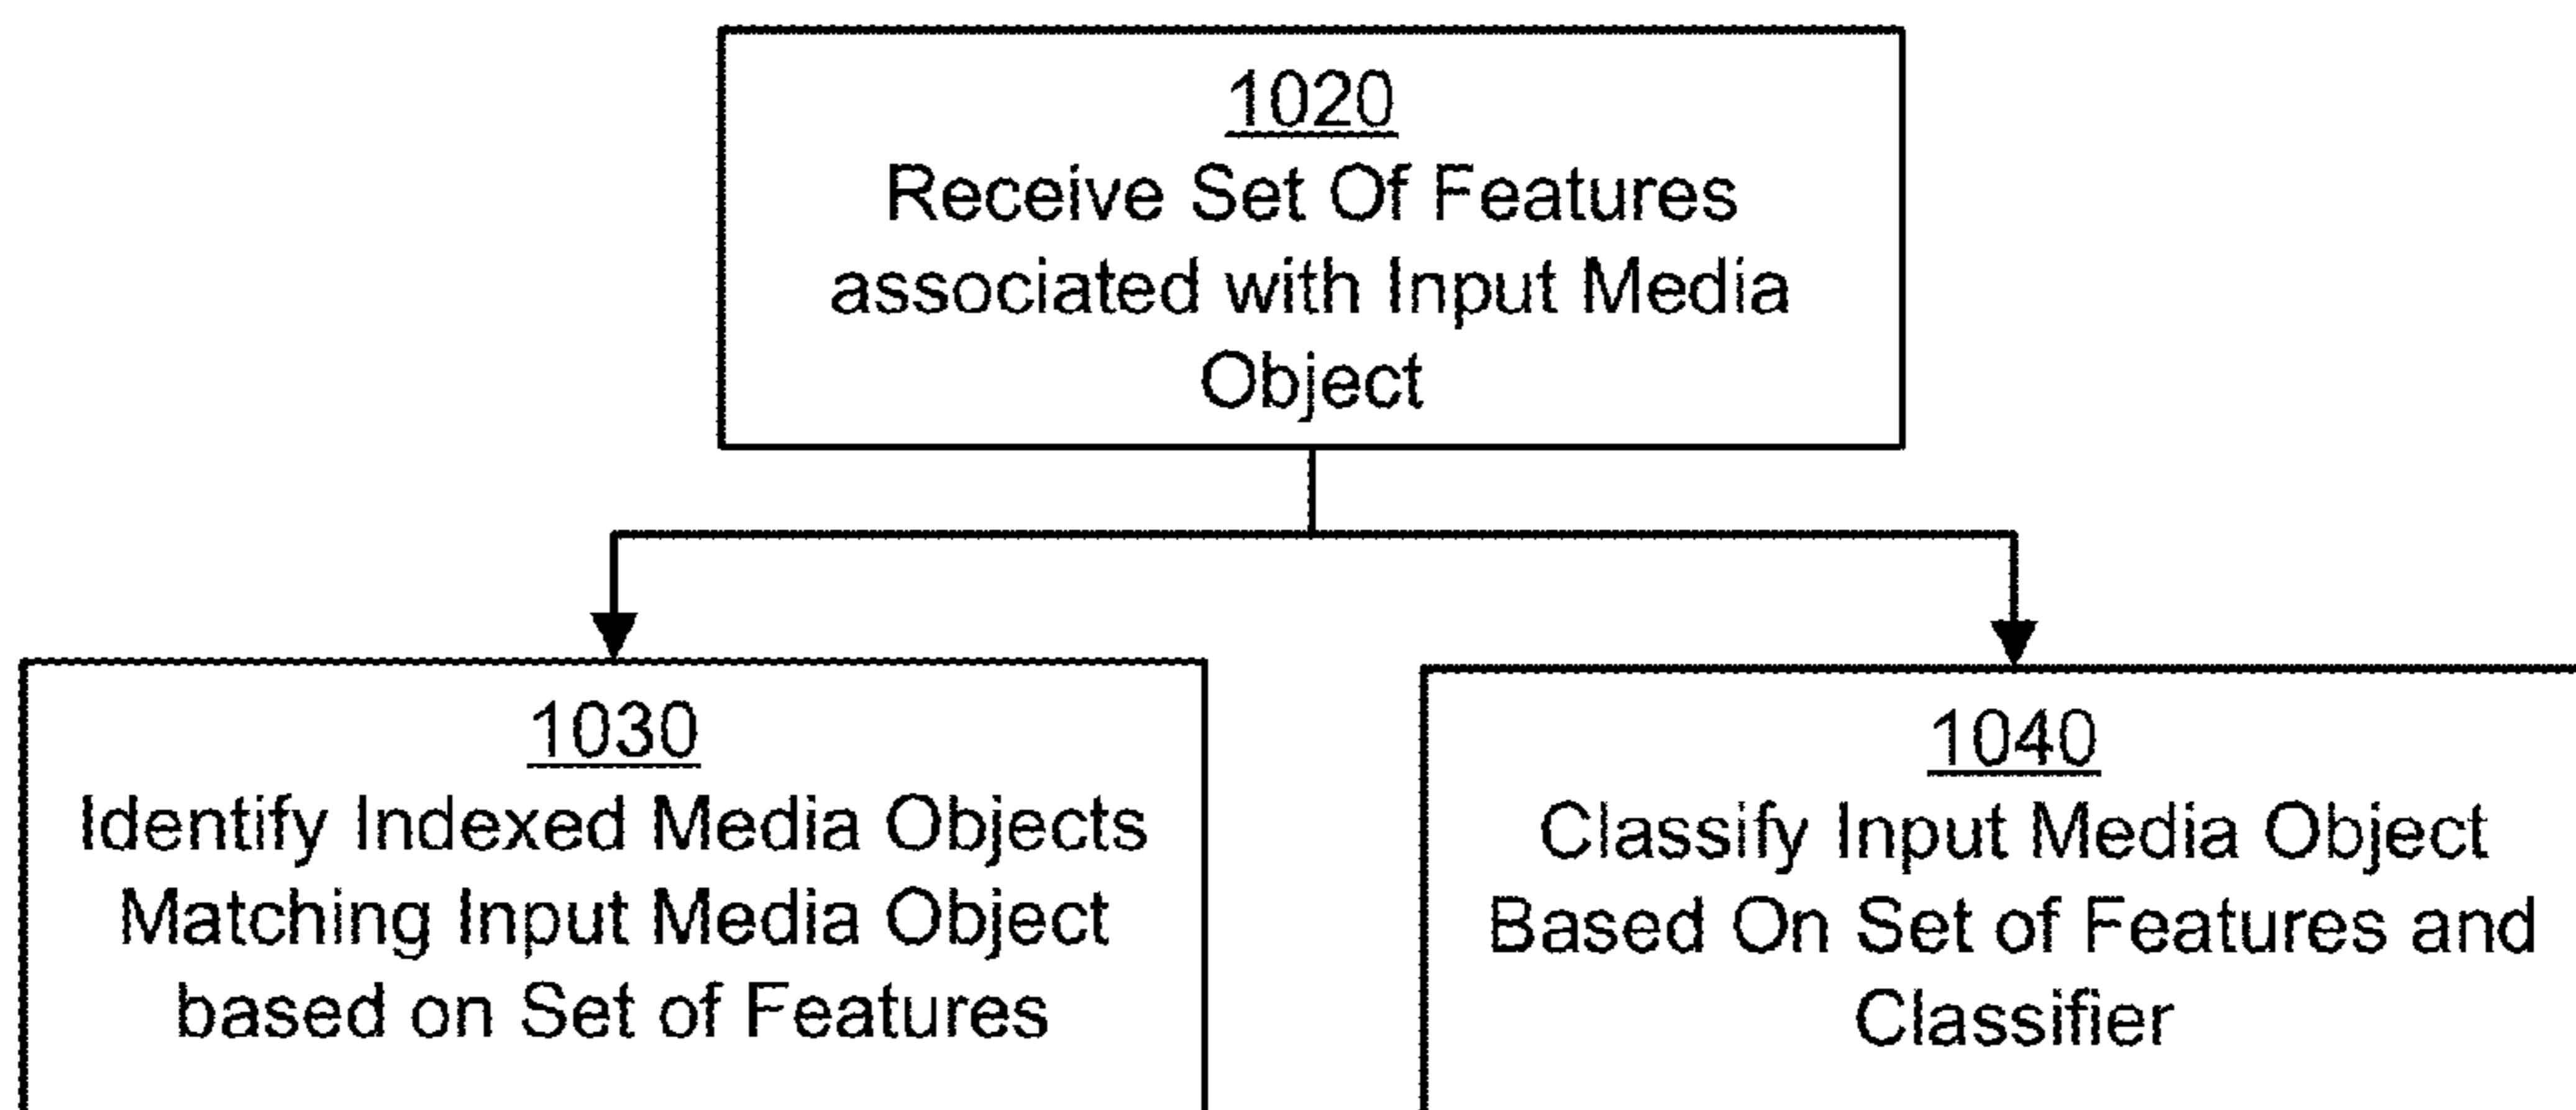 1020
Receive Set Of Features
associated with Input Media
Object
1030
Identify Indexed Media Objects
Matching Input Media Object
based on Set of Features
1040
Classify Input Media Object
Based On Set of Features and
Classifier